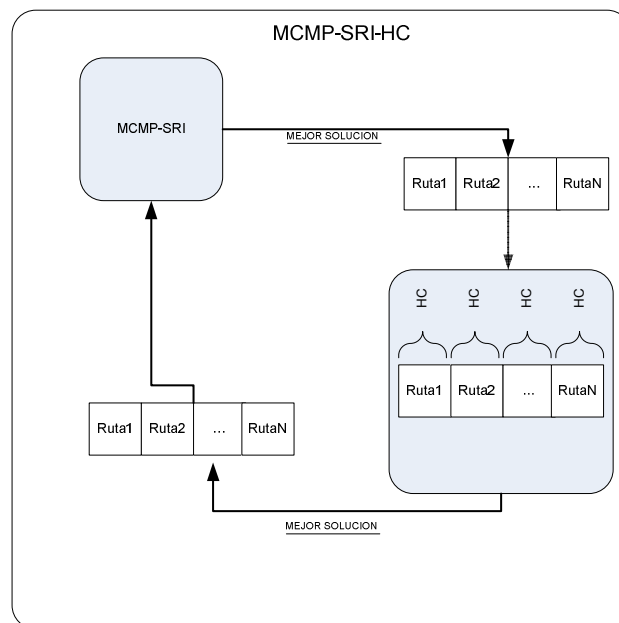 MCMP-SRI-HC
MCMP-SRI
MEJOR SOLUCION
Ruta1 Ruta2 ... RutaN
HC HC HC HC
Ruta1 Ruta2 ... RutaN
Ruta1 Ruta2 ... RutaN
MEJOR SOLUCION